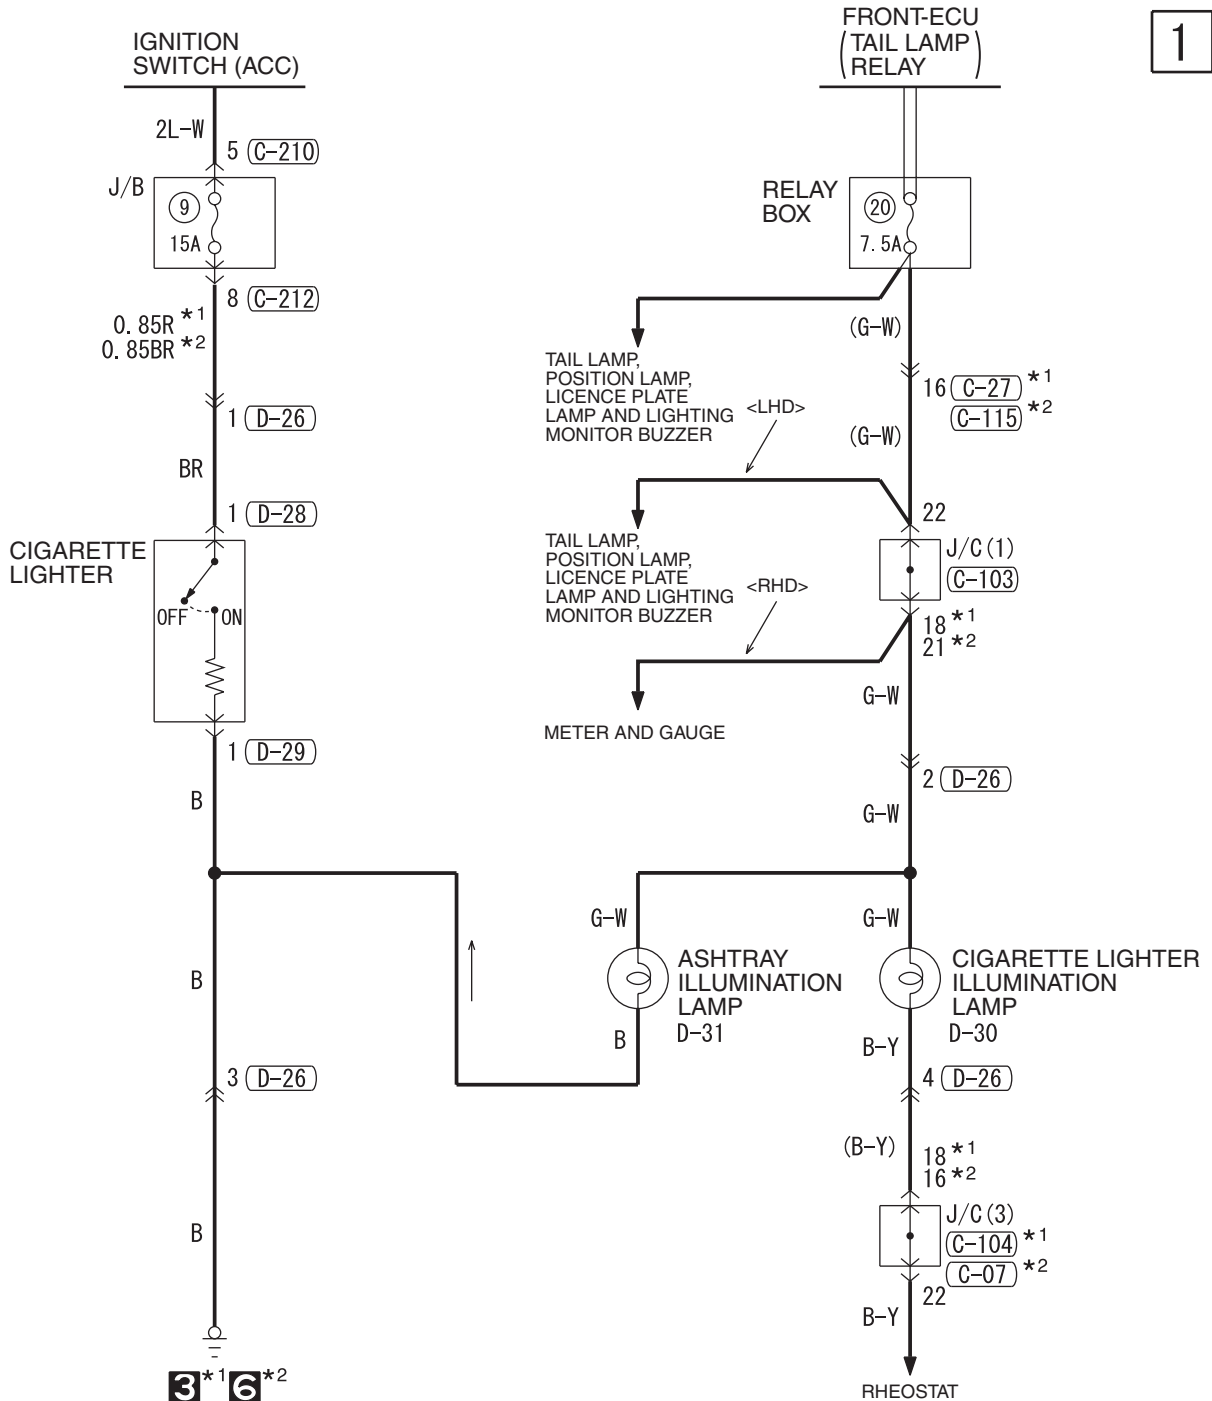 IGNITION
SWITCH (ACC)
2L-W
5 C-210
J/B
9
15A
8 C-212
0.85R *1
0.85BR *2
1 D-26
BR
1 D-28
CIGARETTE
LIGHTER
OFF ON
1 D-29
B
B
3 D-26
B
3 *1 6 *2
FRONT-ECU
(TAIL LAMP
RELAY)
1
RELAY
BOX
20
7.5A
(G-W)
TAIL LAMP,
POSITION LAMP,
LICENCE PLATE
LAMP AND LIGHTING
MONITOR BUZZER
<LHD>
16 C-27 *1
C-115 *2
(G-W)
22
J/C(1)
C-103
TAIL LAMP,
POSITION LAMP,
LICENCE PLATE
LAMP AND LIGHTING
MONITOR BUZZER
<RHD>
18 *1
21 *2
G-W
METER AND GAUGE
2 D-26
G-W
G-W
G-W
ASHTRAY
ILLUMINATION
LAMP
D-31
B
CIGARETTE LIGHTER
ILLUMINATION
LAMP
D-30
B-Y
4 D-26
(B-Y)
18 *1
16 *2
J/C(3)
C-104 *1
C-07 *2
22
B-Y
RHEOSTAT